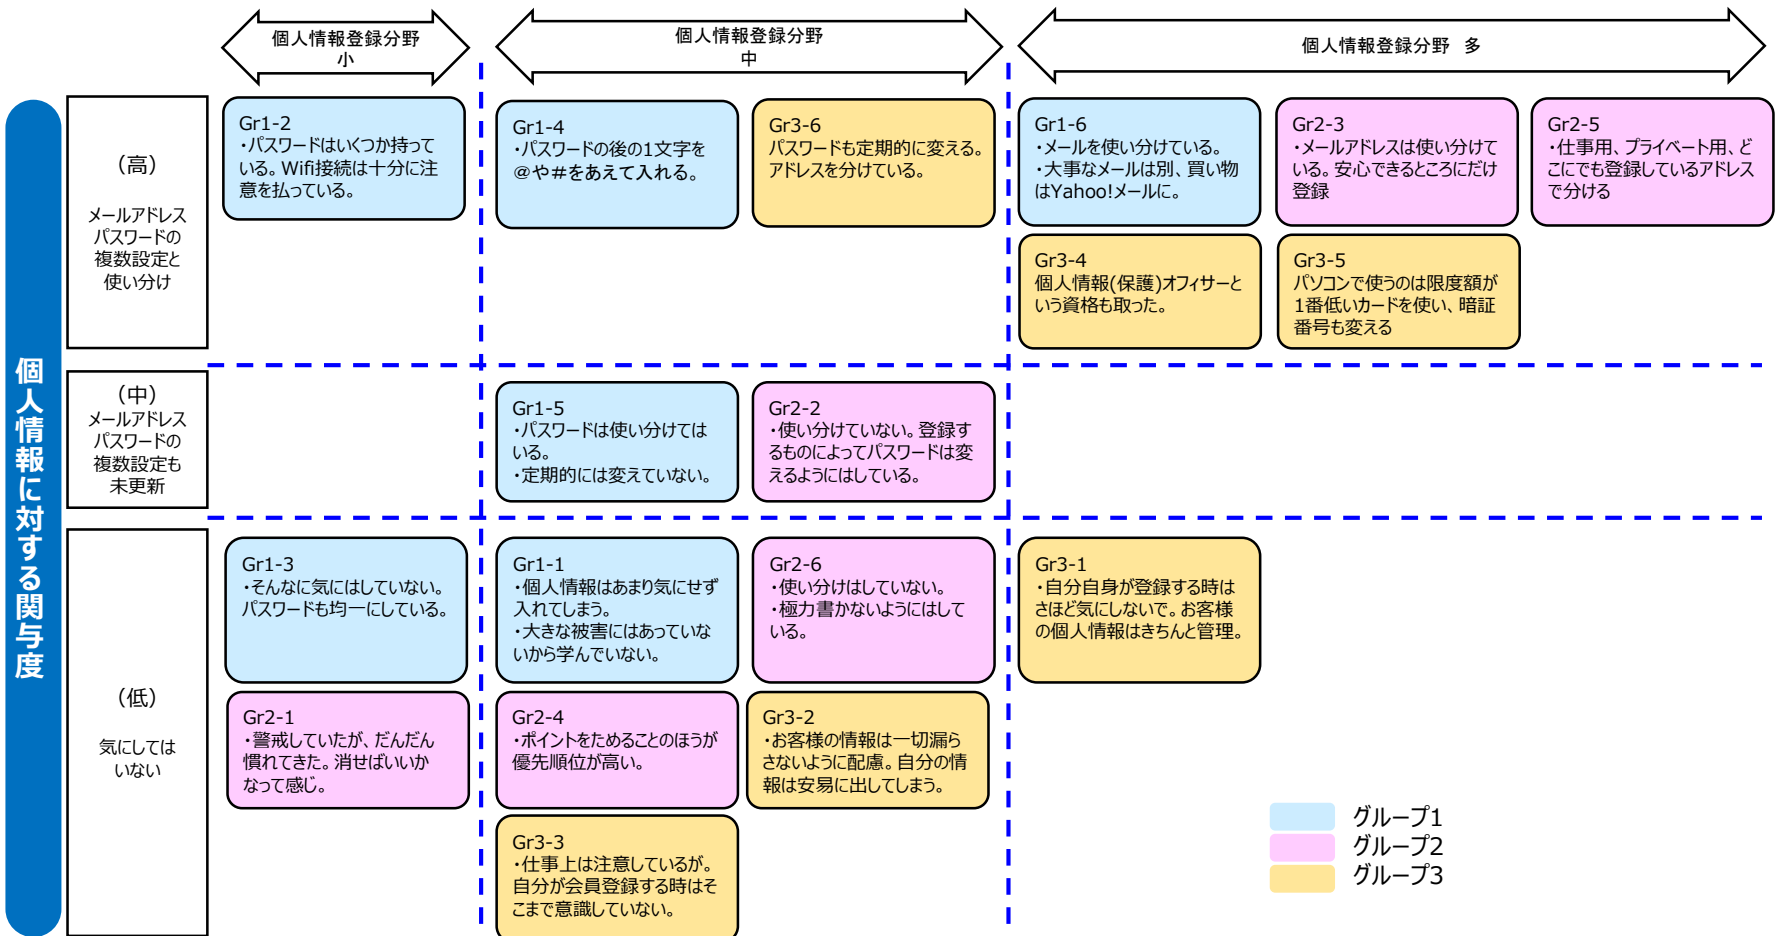 個人情報登録分野
小
個人情報登録分野
中
個人情報登録分野　多
個人情報に対する関与度
（高）
メールアドレス
パスワードの
複数設定と
使い分け
Gr1-2
・パスワードはいくつか持って
いる。Wifi接続は十分に注
意を払っている。
Gr1-4
・パスワードの後の1文字を
@や#をあえて入れる。
Gr3-6
パスワードも定期的に変える。
アドレスを分けている。
Gr1-6
・メールを使い分けている。
・大事なメールは別、買い物
はYahoo!メールに。
Gr2-3
・メールアドレスは使い分けて
いる。安心できるところにだけ
登録
Gr2-5
・仕事用、プライベート用、ど
こにでも登録しているアドレス
で分ける
Gr3-4
個人情報(保護)オフィサーと
いう資格も取った。
Gr3-5
パソコンで使うのは限度額が
1番低いカードを使い、暗証
番号も変える
（中）
メールアドレス
パスワードの
複数設定も
未更新
Gr1-5
・パスワードは使い分けては
いる。
・定期的には変えていない。
Gr2-2
・使い分けていない。登録す
るものによってパスワードは変
えるようにはしている。
（低）
気にしては
いない
Gr1-3
・そんなに気にはしていない。
パスワードも均一にしている。
Gr1-1
・個人情報はあまり気にせず
入れてしまう。
・大きな被害にはあっていな
いから学んでいない。
Gr2-6
・使い分けはしていない。
・極力書かないようにはして
いる。
Gr3-1
・自分自身が登録する時は
さほど気にしないで。お客様
の個人情報はきちんと管理。
Gr2-1
・警戒していたが、だんだん
慣れてきた。消せばいいか
なって感じ。
Gr2-4
・ポイントをためることのほうが
優先順位が高い。
Gr3-2
・お客様の情報は一切漏ら
さないように配慮。自分の情
報は安易に出してしまう。
Gr3-3
・仕事上は注意しているが。
自分が会員登録する時はそ
こまで意識していない。
グループ1
グループ2
グループ3